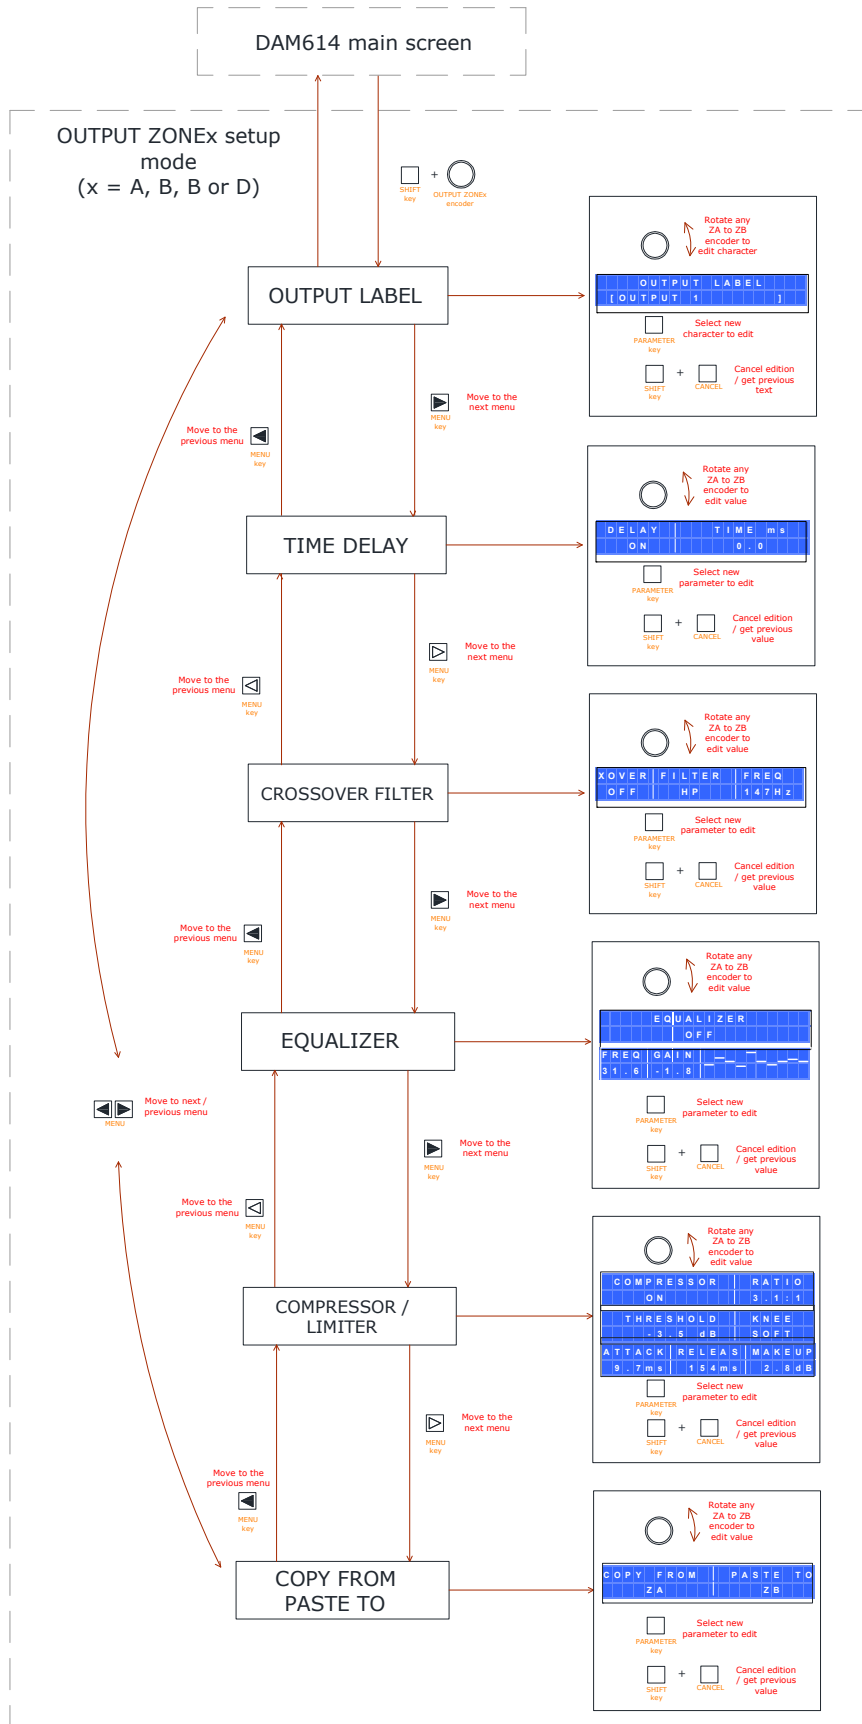 DAM614 main screen
OUTPUT ZONEx setup
mode
(x = A, B, B or D)
+
SHIFT
key
OUTPUT ZONEx
encoder
OUTPUT LABEL
Rotate any
ZA to ZB
encoder to
edit character
OUTPUT LABEL
[OUTPUT 1 ]
PARAMETER
key
Select new
character to edit
+
SHIFT
key
CANCEL
Cancel edition
/ get previous
text
Move to the
previous menu
MENU
key
MENU
key
Move to the
next menu
TIME DELAY
Rotate any
ZA to ZB
encoder to
edit value
DELAY TIME ms
ON 0.0
PARAMETER
key
Select new
parameter to edit
+
SHIFT
key
CANCEL
Cancel edition
/ get previous
value
Move to the
previous menu
MENU
key
MENU
key
Move to the
next menu
CROSSOVER FILTER
Rotate any
ZA to ZB
encoder to
edit value
XOVER FILTER FREQ
OFF HP 147Hz
PARAMETER
key
Select new
parameter to edit
+
SHIFT
key
CANCEL
Cancel edition
/ get previous
value
Move to the
previous menu
MENU
key
MENU
key
Move to the
next menu
EQUALIZER
Rotate any
ZA to ZB
encoder to
edit value
EQUALIZER
OFF
FREQ GAIN
31.6 -1.8
PARAMETER
key
Select new
parameter to edit
+
SHIFT
key
CANCEL
Cancel edition
/ get previous
value
MENU
Move to next /
previous menu
Move to the
previous menu
MENU
key
MENU
key
Move to the
next menu
COMPRESSOR /
LIMITER
Rotate any
ZA to ZB
encoder to
edit value
COMPRESSOR RATIO
ON 3.1:1
THRESHOLD KNEE
-3.5 dB SOFT
ATTACK RELEAS MAKEUP
9.7ms 154ms 2.8dB
PARAMETER
key
Select new
parameter to edit
+
SHIFT
key
CANCEL
Cancel edition
/ get previous
value
Move to the
previous menu
MENU
key
MENU
key
Move to the
next menu
COPY FROM
PASTE TO
Rotate any
ZA to ZB
encoder to
edit value
COPY FROM PASTE TO
ZA ZB
PARAMETER
key
Select new
parameter to edit
+
SHIFT
key
CANCEL
Cancel edition
/ get previous
value